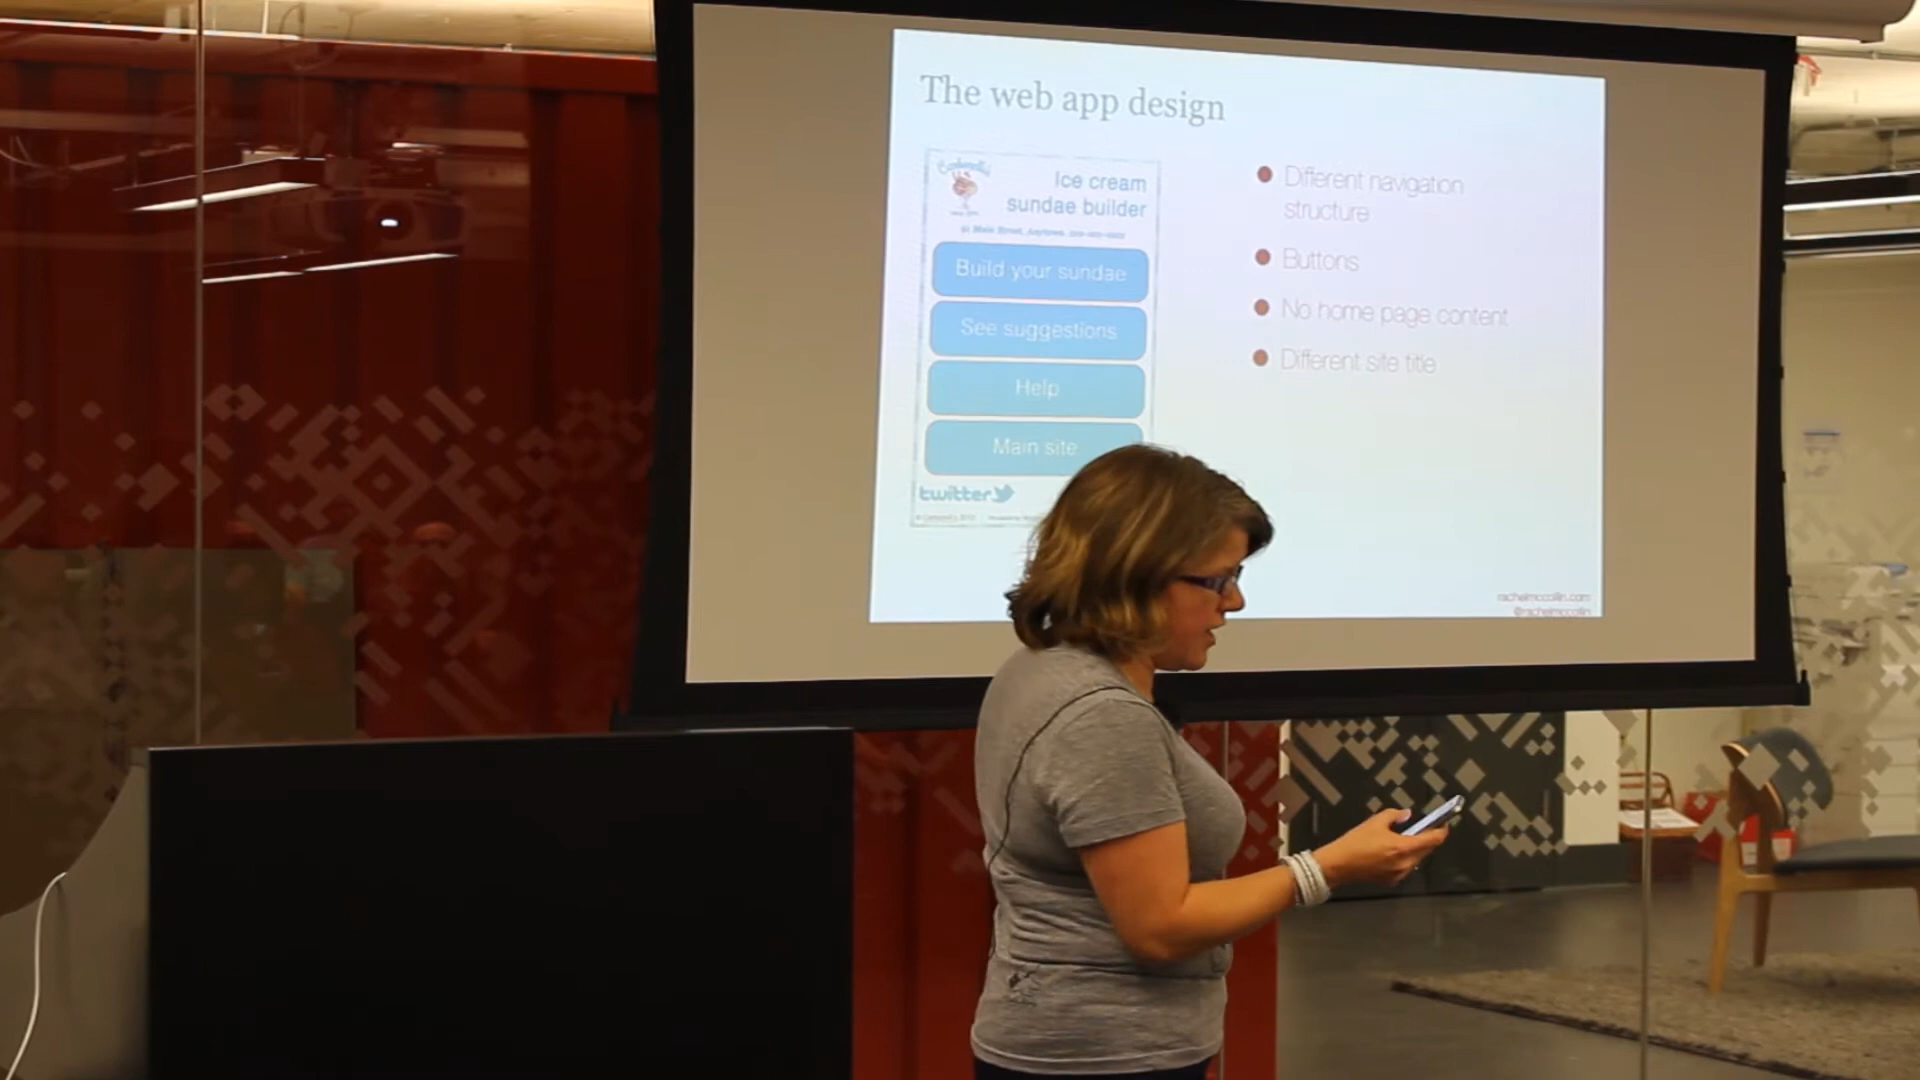 The web app design
Ice cream
sundae builder
Build your sundae
See suggestions
Help
Main site
twitter
Different navigation
structure
Buttons
No home page content
Different site title
rachelmccollin.com
@rachelmccollin